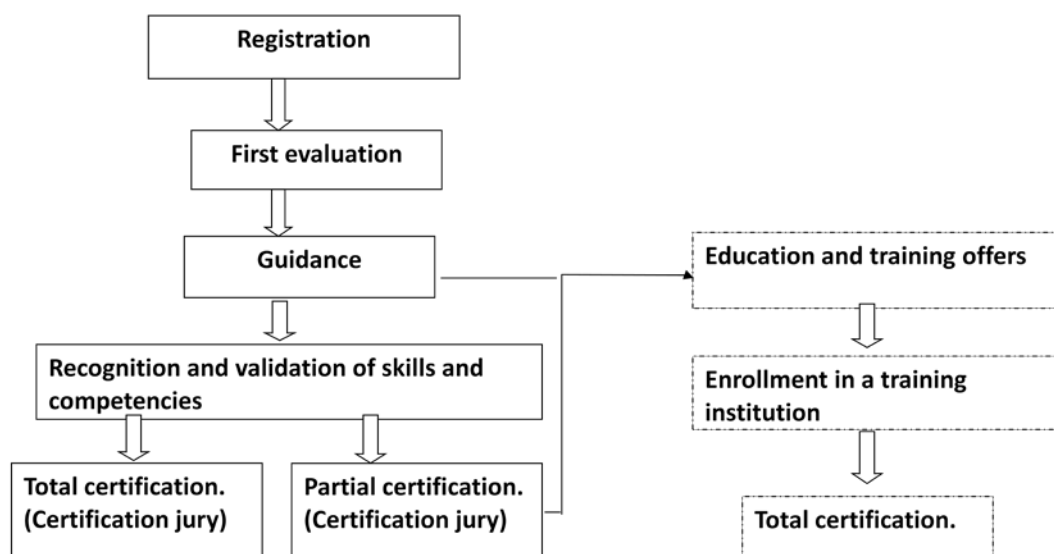 Registration
First evaluation
Guidance
Recognition and validation of skills and
competencies
Total certification.
(Certification jury)
Partial certification.
(Certification jury)
Education and training offers
Enrollment in a training
institution
Total certification.